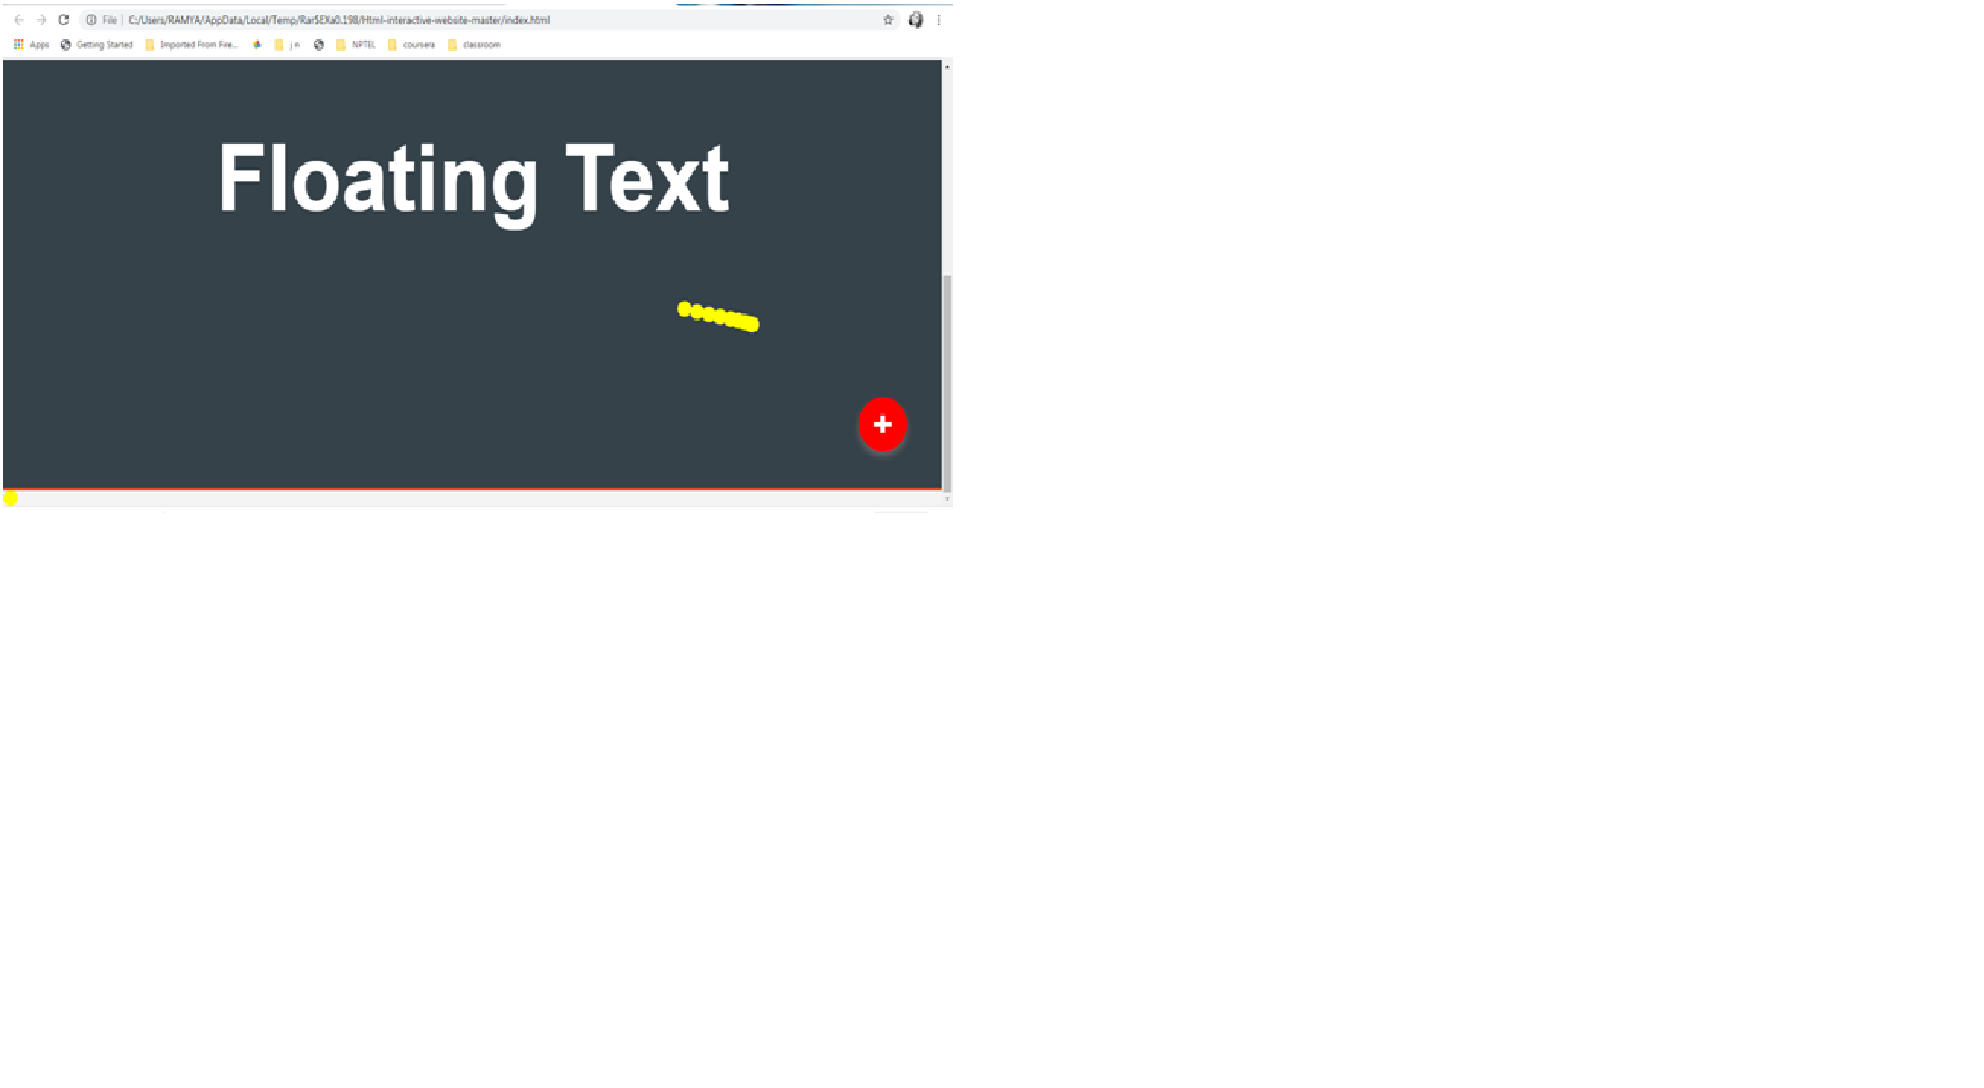 File C:/Users/RAMYA/AppData/Local/Temp/Rar$EXa0.198/Html-interactive-website-master/index.html
Apps Getting Started Imported From Fire... j n NPTEL coursera classroom
Floating Text
+